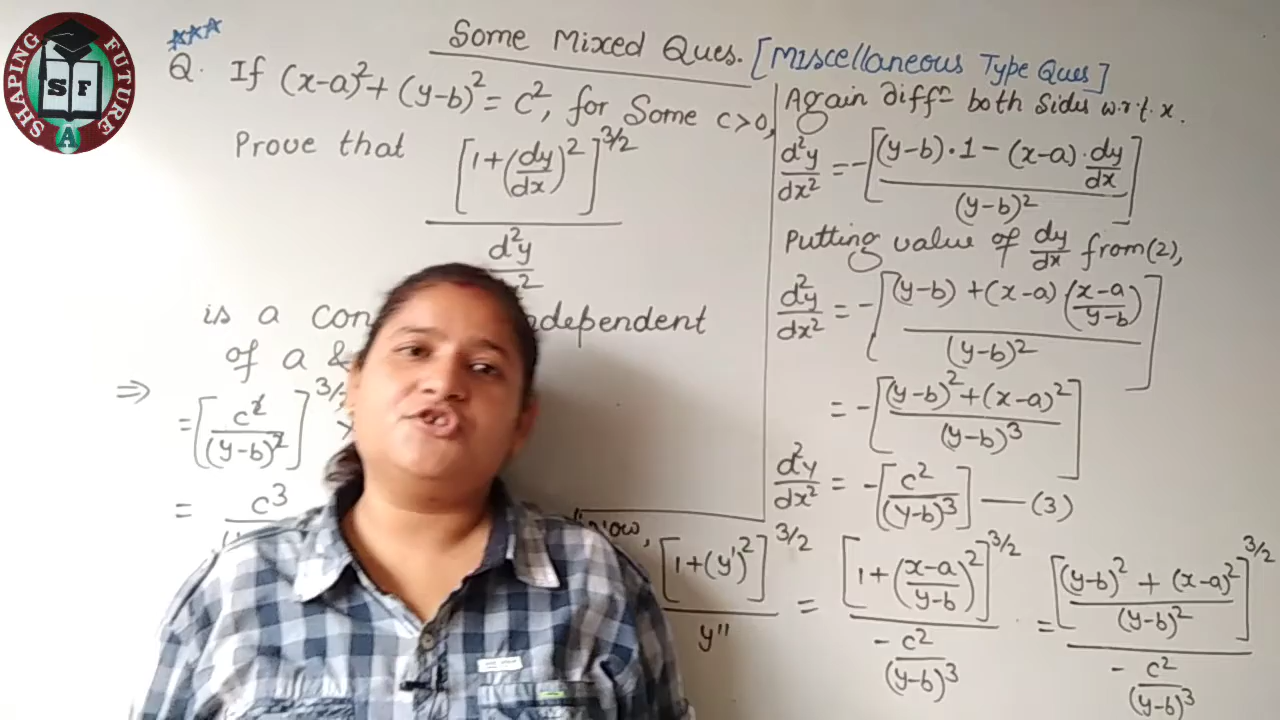 SHAPING FUTURE
S F
A
Some Mixed Ques. [Miscellaneous Type Ques]
Q. If (x-a)² + (y-b)² = c², for some c>0,
Prove that [1+(dy/dx)²]^3/2
d²y
is a con ndependent
of a &
⇒
= [c²/(y-b)²]^3/2
= c³
Again diffⁿ both sides w.r.t. x.
d²y/dx² = -[((y-b)·1 - (x-a)·dy/dx)/(y-b)²]
Putting value of dy/dx from (2),
d²y/dx² = -[((y-b) + (x-a)((x-a)/(y-b)))/(y-b)²]
= -[((y-b)² + (x-a)²)/(y-b)³]
d²y/dx² = -[c²/(y-b)³] — (3)
Now, [1+(y')²]^3/2 / y'' = [1+((x-a)/(y-b))²]^3/2 / -c²/(y-b)³ = [((y-b)² + (x-a)²)/(y-b)²]^3/2 / -c²/(y-b)³